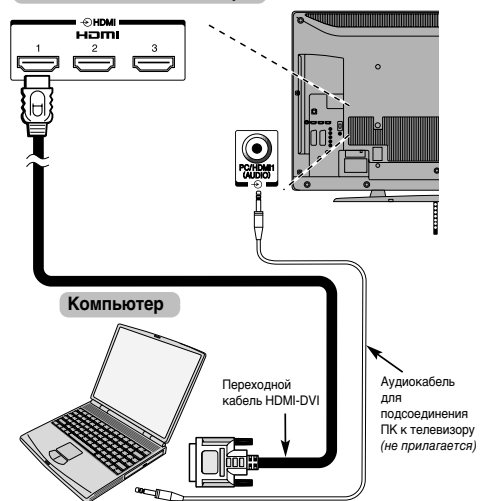 HDMI
HDMI
1 2 3
PC/HDMI1
(AUDIO)
Компьютер
Переходной
кабель HDMI-DVI
Аудиокабель
для
подсоединения
ПК к телевизору
(не прилагается)